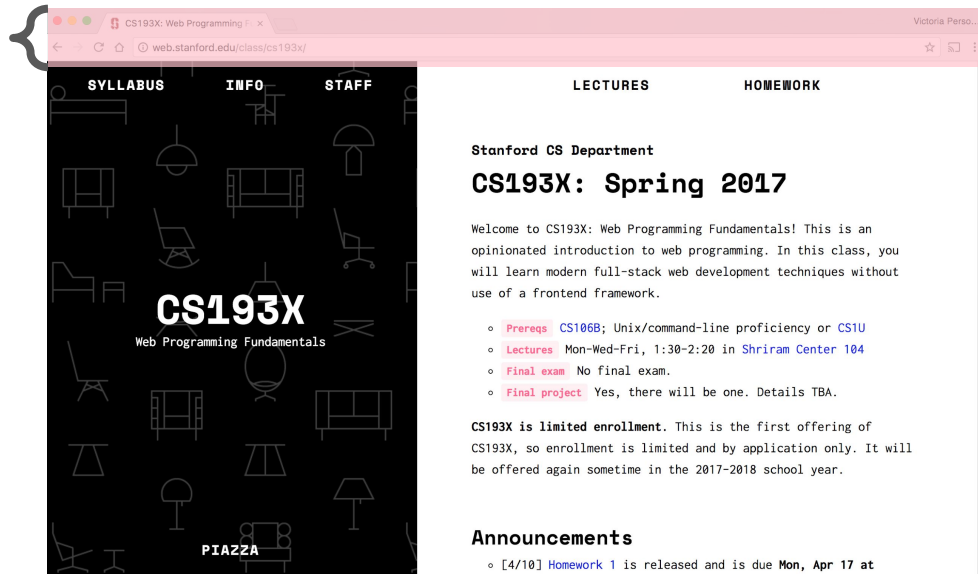 CS193X: Web Programming F
Victoria Perso...
web.stanford.edu/class/cs193x/
SYLLABUS INFO STAFF LECTURES HOMEWORK
CS193X
Web Programming Fundamentals
PIAZZA
Stanford CS Department
CS193X: Spring 2017
Welcome to CS193X: Web Programming Fundamentals! This is an
opinionated introduction to web programming. In this class, you
will learn modern full-stack web development techniques without
use of a frontend framework.
Prereqs CS106B; Unix/command-line proficiency or CS1U
Lectures Mon-Wed-Fri, 1:30-2:20 in Shriram Center 104
Final exam No final exam.
Final project Yes, there will be one. Details TBA.
CS193X is limited enrollment. This is the first offering of
CS193X, so enrollment is limited and by application only. It will
be offered again sometime in the 2017-2018 school year.
Announcements
[4/10] Homework 1 is released and is due Mon, Apr 17 at